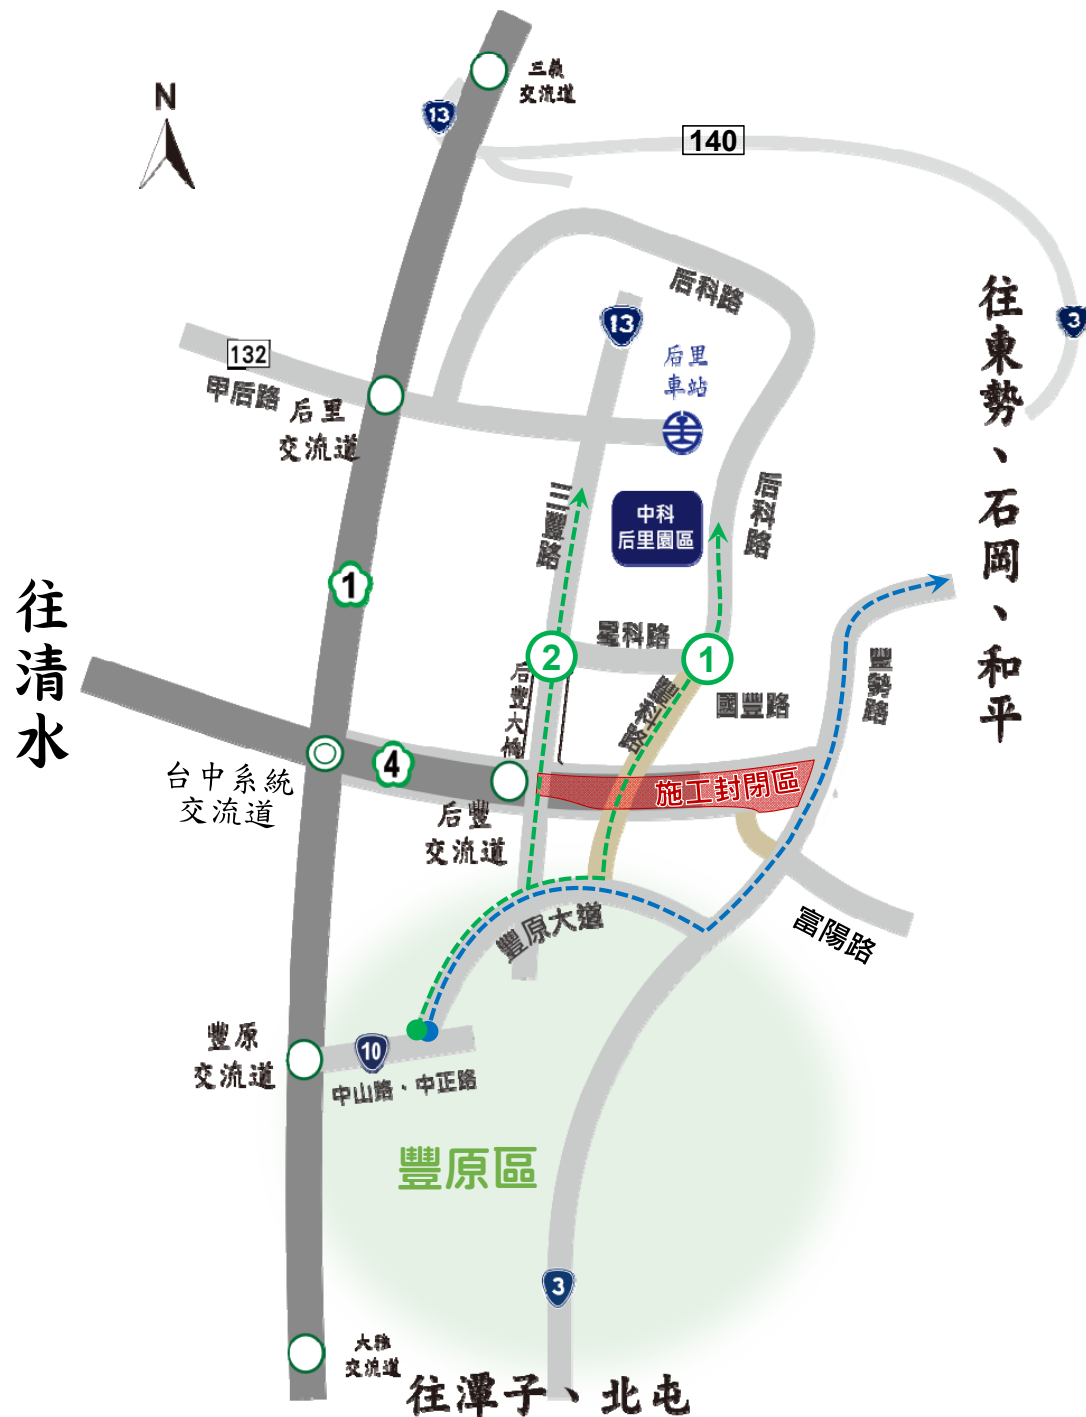 三義
交流道
N
13
140
后科路
往東勢、石岡、和平
3
13
132
甲后路
后里
車站
后里
交流道
三豐路
中科
后里園區
后科路
1
往清水
星科路
2
1
后豐大橋
豐勢路
國豐路
4
台中系統
交流道
施工封閉區
后豐
交流道
豐原大道
富陽路
豐原
交流道
10
中山路、中正路
豐原區
3
大雅
交流道
往潭子、北屯